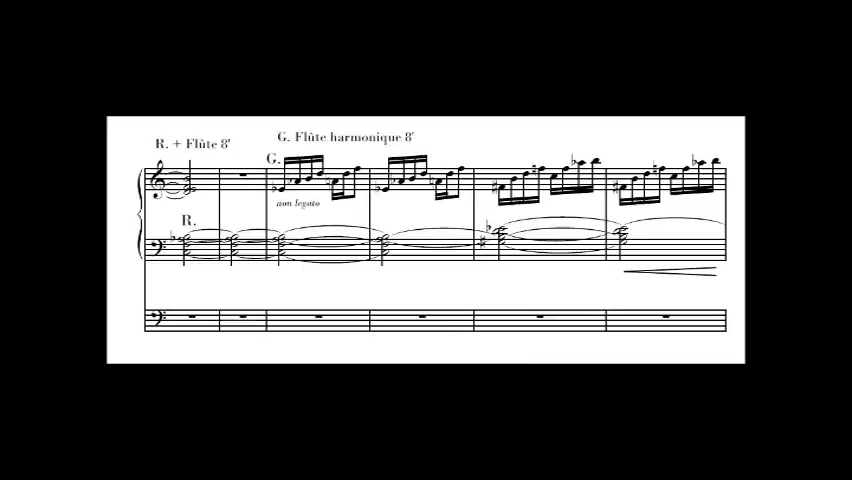 R. + Flûte 8'
G. Flûte harmonique 8'
G.
non legato
R.